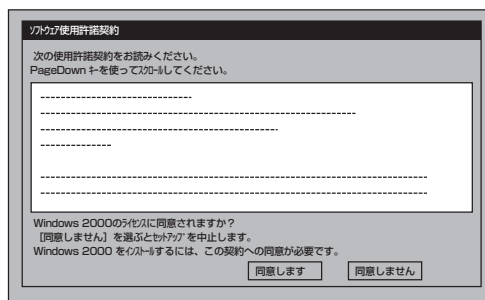 ｿﾌﾄｳｪｱ使用許諾契約
次の使用許諾契約をお読みください。
PageDown ｷｰを使ってｽｸﾛｰﾙしてください。
Windows 2000のﾗｲｾﾝｽに同意されますか？
［同意しません］を選ぶとｾｯﾄｱｯﾌﾟを中止します。
Windows 2000 をｲﾝｽﾄｰﾙするには、この契約への同意が必要です。
同意します 同意しません